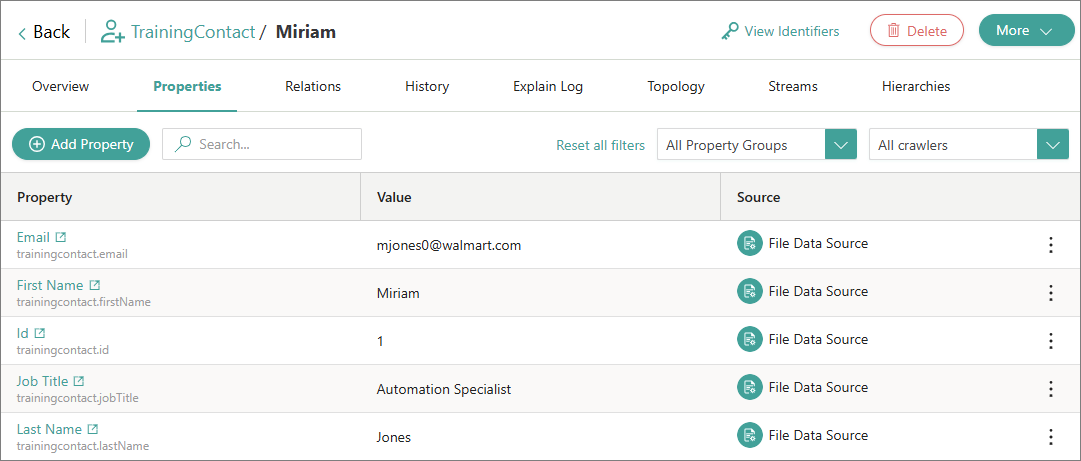 Back TrainingContact / Miriam View Identifiers Delete More
Overview Properties Relations History Explain Log Topology Streams Hierarchies
Add Property Search... Reset all filters All Property Groups All crawlers
Property Value Source
Email mjones0@walmart.com File Data Source
trainingcontact.email
First Name Miriam File Data Source
trainingcontact.firstName
Id 1 File Data Source
trainingcontact.id
Job Title Automation Specialist File Data Source
trainingcontact.jobTitle
Last Name Jones File Data Source
trainingcontact.lastName